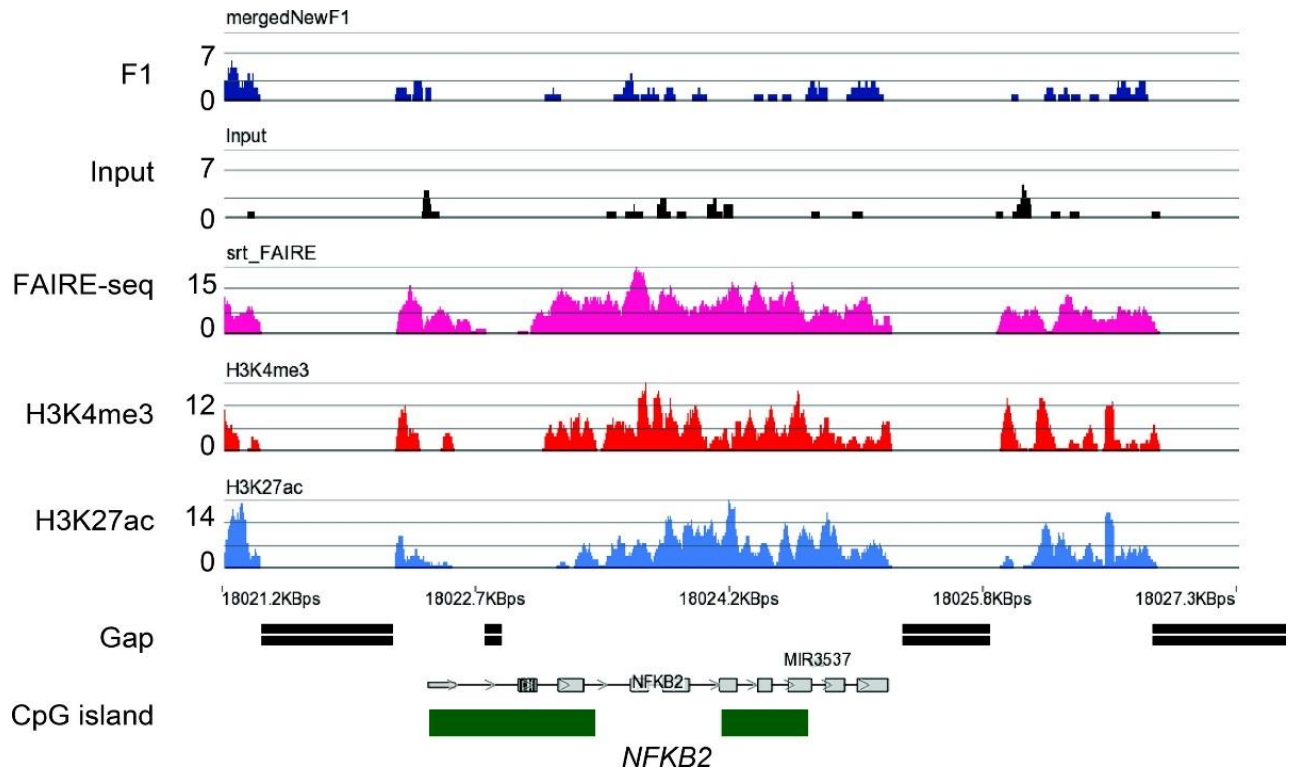 mergedNewF1
F1
7
0
Input
Input
7
0
srt_FAIRE
FAIRE-seq
15
0
H3K4me3
H3K4me3
12
0
H3K27ac
H3K27ac
14
0
18021.2KBps 18022.7KBps 18024.2KBps 18025.8KBps 18027.3KBps
Gap
MIR3537
NFKB2
CpG island
NFKB2